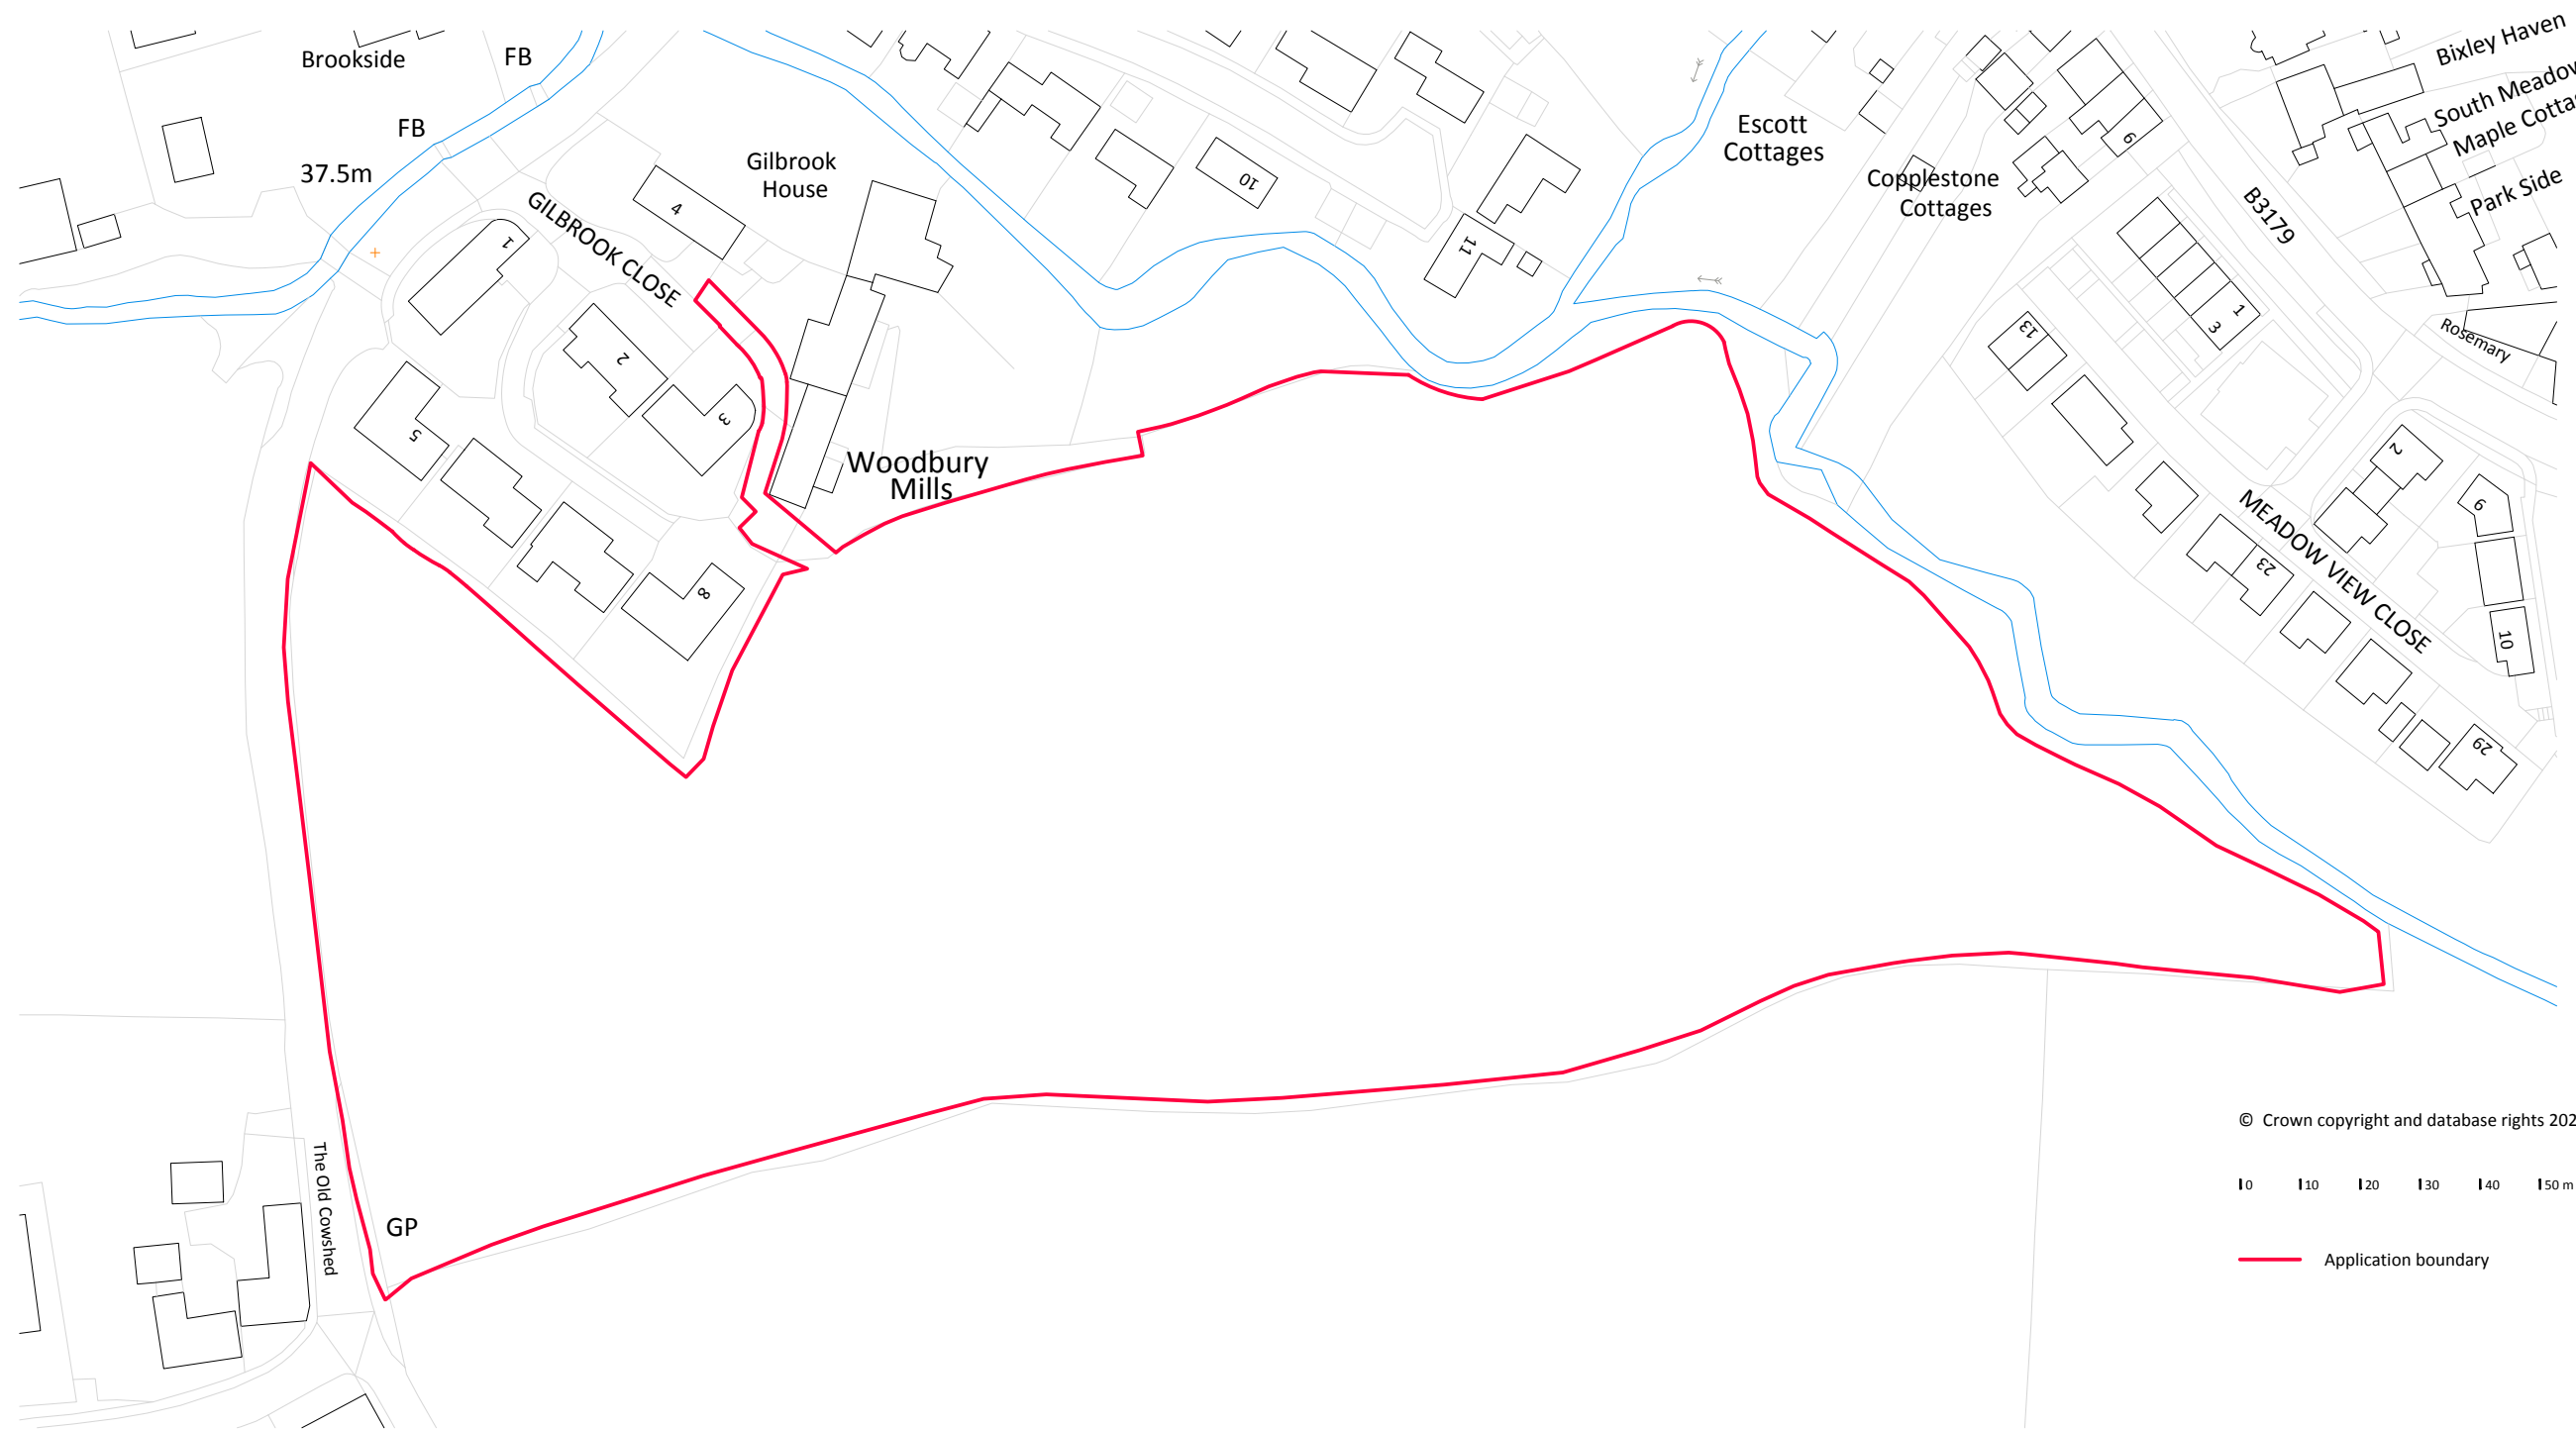 Brookside
FB
FB
37.5m
Gilbrook
House
GILBROOK CLOSE
1
4
2
3
5
8
Woodbury
Mills
10
11
Escott
Cottages
Copplestone
Cottages
B3179
Bixley Haven
South Meadow
Maple Cotta
Park Side
Rosemary
6
1
3
13
2
6
10
MEADOW VIEW CLOSE
23
29
The Old Cowshed
GP
© Crown copyright and database rights 202
0 10 20 30 40 50 m
Application boundary